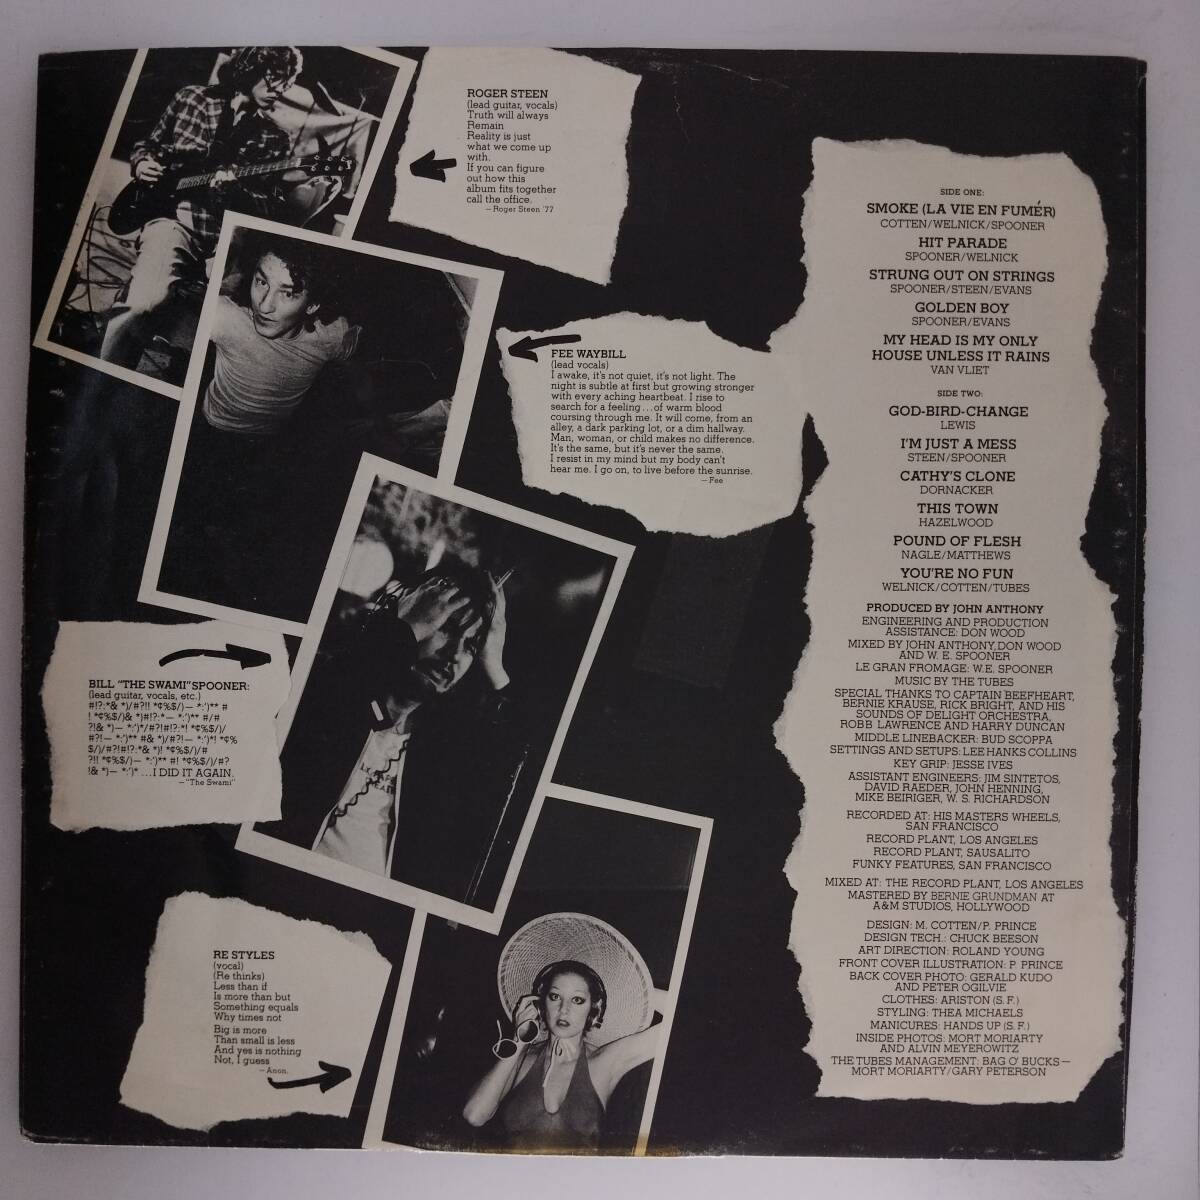 ROGER STEEN
(lead guitar, vocals)
Truth will always
Remain
Reality is just
what we come up
with.
If you can figure
out how this
album fits together
call the office.
—Roger Steen '77
FEE WAYBILL
(lead vocals)
I awake, it's not quiet, it's not light. The
night is subtle at first but growing stronger
with every aching heartbeat. I rise to
search for a feeling...of warm blood
coursing through me. It will come, from an
alley, a dark parking lot, or a dim hallway.
Man, woman, or child makes no difference.
It's the same, but it's never the same.
I resist in my mind but my body can't
hear me. I go on, to live before the sunrise.
—Fee
BILL "THE SWAMI" SPOONER:
(lead guitar, vocals, etc.)
...I DID IT AGAIN.
—"The Swami"
RE STYLES
(vocal)
(Re thinks)
Less than if
Is more than but
Something equals
Why times not
Big is more
Than small is less
And yes is nothing
Not, I guess
—Anon.
SIDE ONE:
SMOKE (LA VIE EN FUMÉR)
COTTEN/WELNICK/SPOONER
HIT PARADE
SPOONER/WELNICK
STRUNG OUT ON STRINGS
SPOONER/STEEN/EVANS
GOLDEN BOY
SPOONER/EVANS
MY HEAD IS MY ONLY
HOUSE UNLESS IT RAINS
VAN VLIET
SIDE TWO:
GOD-BIRD-CHANGE
LEWIS
I'M JUST A MESS
STEEN/SPOONER
CATHY'S CLONE
DORNACKER
THIS TOWN
HAZELWOOD
POUND OF FLESH
NAGLE/MATTHEWS
YOU'RE NO FUN
WELNICK/COTTEN/TUBES
PRODUCED BY JOHN ANTHONY
ENGINEERING AND PRODUCTION
ASSISTANCE: DON WOOD
MIXED BY JOHN ANTHONY, DON WOOD
AND W. E. SPOONER
LE GRAN FROMAGE: W.E. SPOONER
MUSIC BY THE TUBES
SPECIAL THANKS TO CAPTAIN BEEFHEART,
BERNIE KRAUSE, RICK BRIGHT, AND HIS
SOUNDS OF DELIGHT ORCHESTRA,
ROBB LAWRENCE AND HARRY DUNCAN
MIDDLE LINEBACKER: BUD SCOPPA
SETTINGS AND SETUPS: LEE HANKS COLLINS
KEY GRIP: JESSE IVES
ASSISTANT ENGINEERS: JIM SINTETOS,
DAVID RAEDER, JOHN HENNING,
MIKE BEIRIGER, W. S. RICHARDSON
RECORDED AT: HIS MASTERS WHEELS,
SAN FRANCISCO
RECORD PLANT, LOS ANGELES
RECORD PLANT, SAUSALITO
FUNKY FEATURES, SAN FRANCISCO
MIXED AT: THE RECORD PLANT, LOS ANGELES
MASTERED BY BERNIE GRUNDMAN AT
A&M STUDIOS, HOLLYWOOD
DESIGN: M. COTTEN/P. PRINCE
DESIGN TECH.: CHUCK BEESON
ART DIRECTION: ROLAND YOUNG
FRONT COVER ILLUSTRATION: P. PRINCE
BACK COVER PHOTO: GERALD KUDO
AND PETER OGILVIE
CLOTHES: ARISTON (S.F.)
STYLING: THEA MICHAELS
MANICURES: HANDS UP (S.F.)
INSIDE PHOTOS: MORT MORIARTY
AND ALVIN MEYEROWITZ
THE TUBES MANAGEMENT: BAG O' BUCKS—
MORT MORIARTY/GARY PETERSON